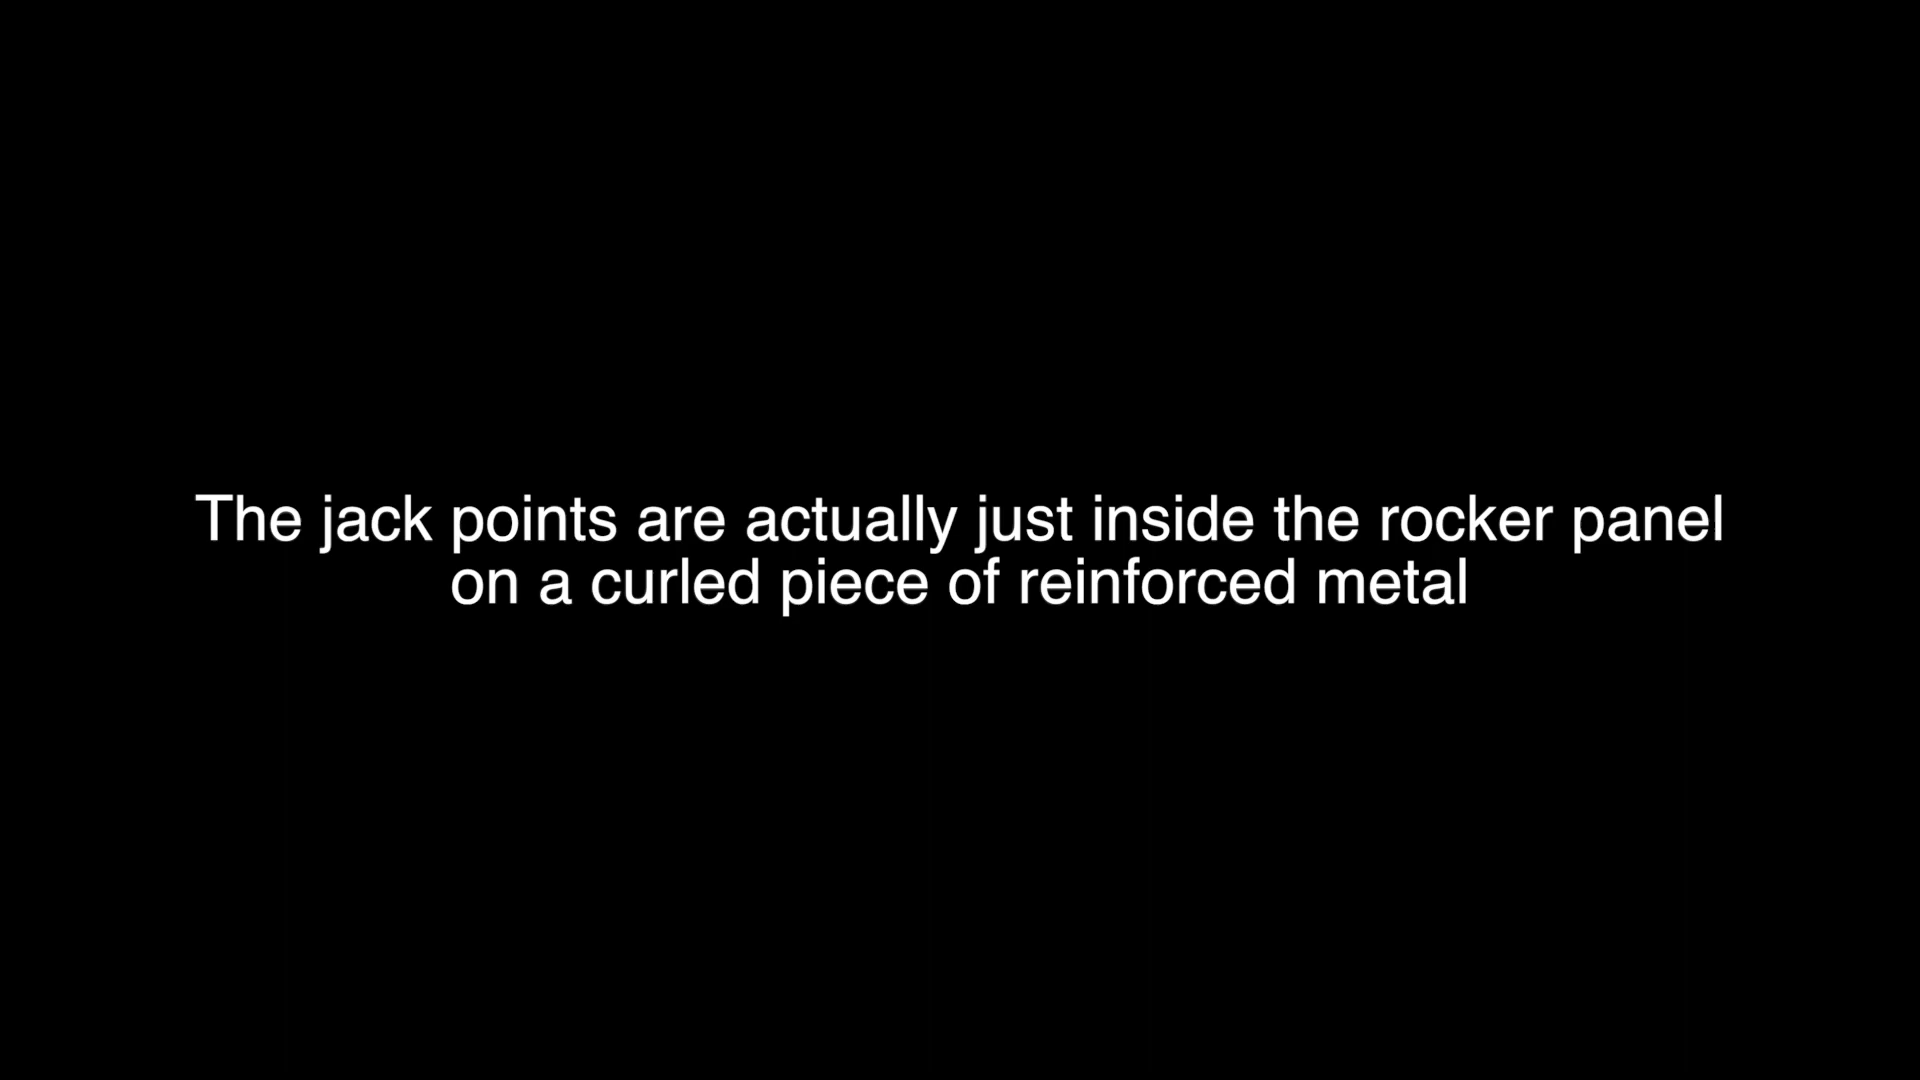 The jack points are actually just inside the rocker panel
on a curled piece of reinforced metal